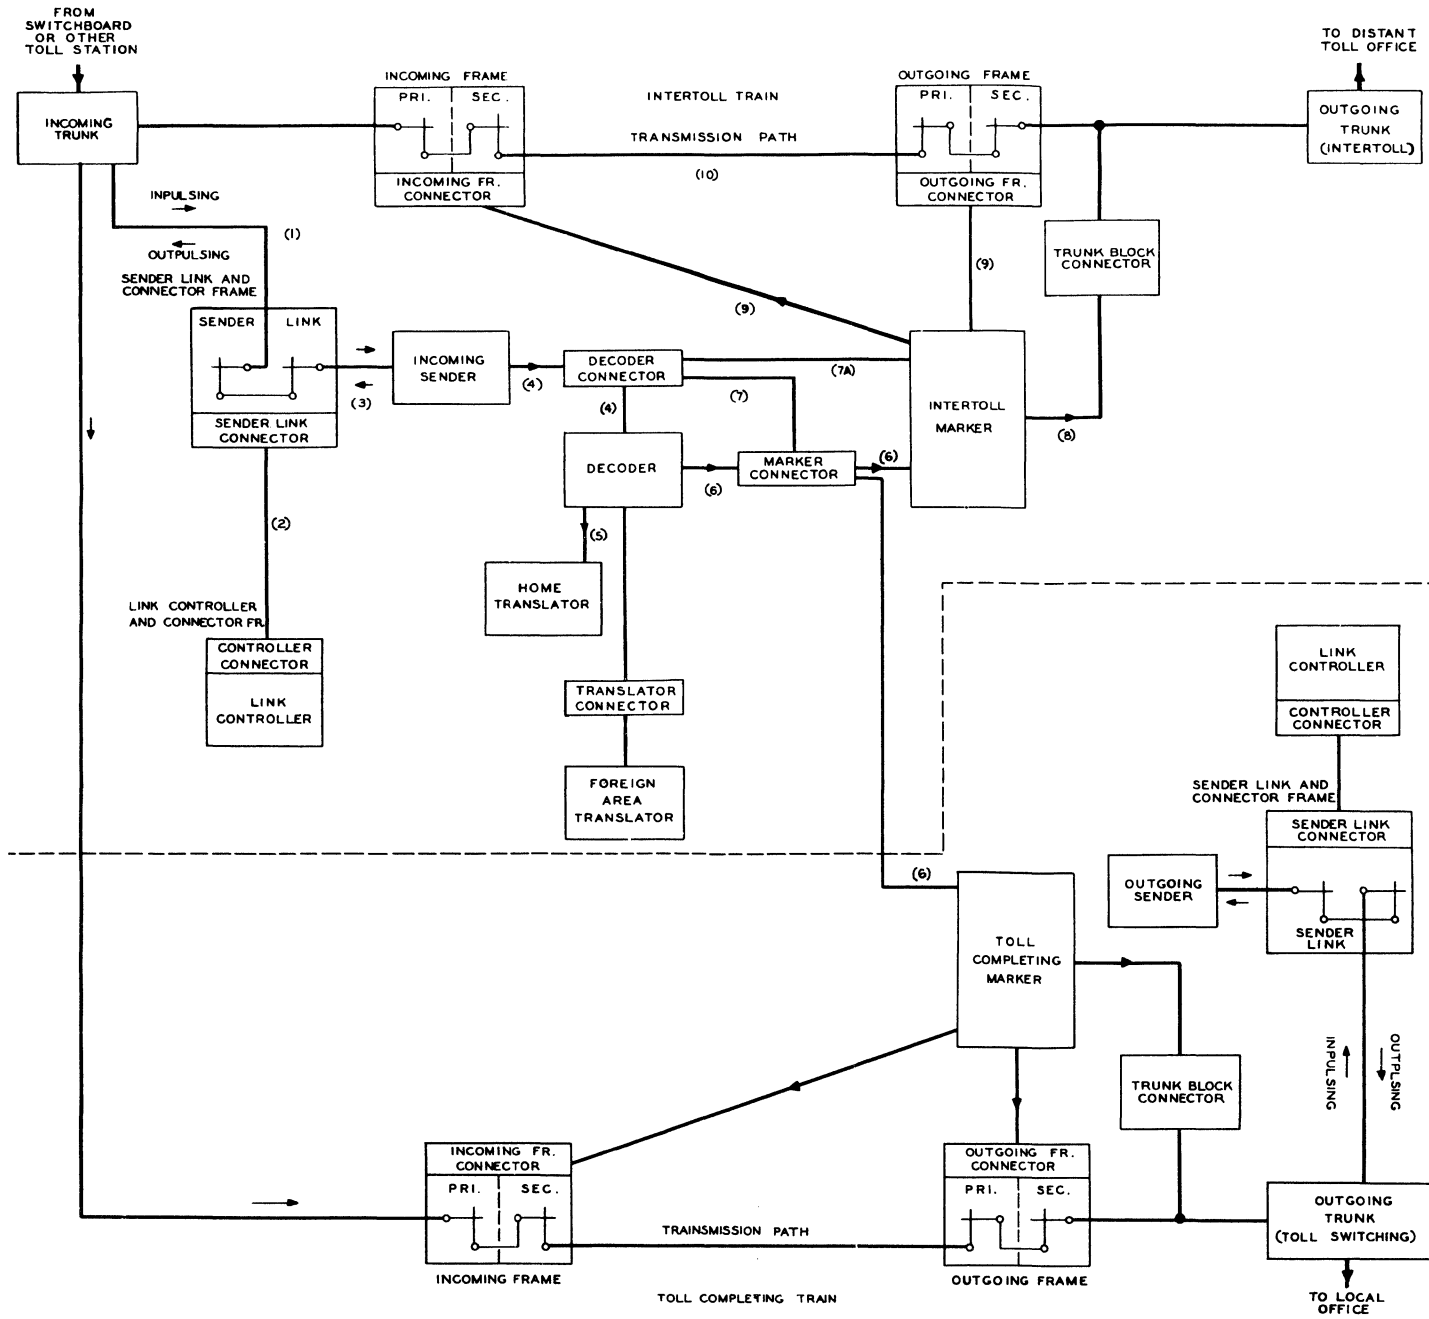 FROM
SWITCHBOARD
OR OTHER
TOLL STATION
INCOMING
TRUNK
INCOMING FRAME
PRI. SEC.
INCOMING FR.
CONNECTOR
INTERTOLL TRAIN
TRANSMISSION PATH
(10)
OUTGOING FRAME
PRI. SEC.
OUTGOING FR.
CONNECTOR
TO DISTANT
TOLL OFFICE
OUTGOING
TRUNK
(INTERTOLL)
INPULSING
(1)
OUTPULSING
SENDER LINK AND
CONNECTOR FRAME
SENDER LINK
SENDER LINK
CONNECTOR
(3)
INCOMING
SENDER
(4)
DECODER
CONNECTOR
(7A)
(7)
(4)
(9)
(9)
TRUNK BLOCK
CONNECTOR
INTERTOLL
MARKER
(8)
DECODER
(6)
MARKER
CONNECTOR
(6)
(2)
(5)
HOME
TRANSLATOR
LINK CONTROLLER
AND CONNECTOR FR.
CONTROLLER
CONNECTOR
LINK
CONTROLLER
TRANSLATOR
CONNECTOR
FOREIGN
AREA
TRANSLATOR
LINK
CONTROLLER
CONTROLLER
CONNECTOR
SENDER LINK AND
CONNECTOR FRAME
SENDER LINK
CONNECTOR
SENDER
LINK
OUTGOING
SENDER
(6)
TOLL
COMPLETING
MARKER
INPULSING
OUTPLSING
TRUNK BLOCK
CONNECTOR
INCOMING FR.
CONNECTOR
PRI. SEC.
INCOMING FRAME
TRAINSMISSION PATH
OUTGOING FR.
CONNECTOR
PRI. SEC.
OUTGOING FRAME
OUTGOING
TRUNK
(TOLL SWITCHING)
TO LOCAL
OFFICE
TOLL COMPLETING TRAIN